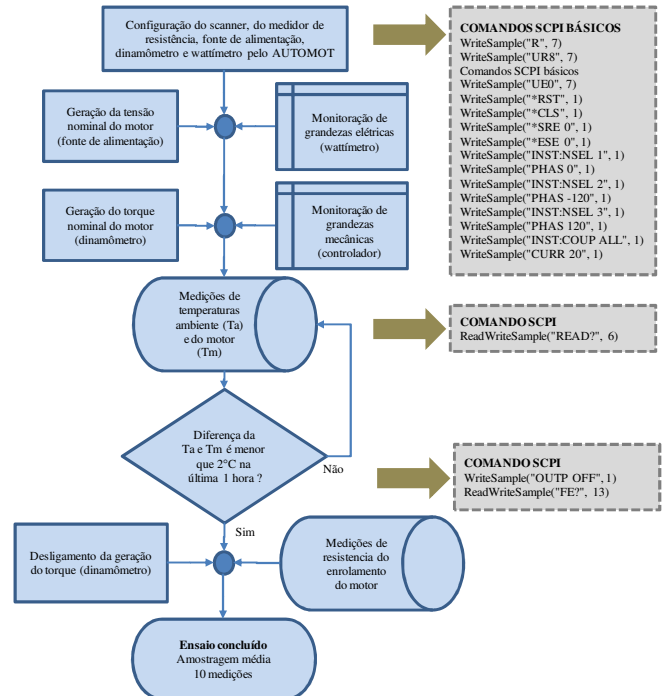 Configuração do scanner, do medidor de
resistência, fonte de alimentação,
dinamômetro e wattímetro pelo AUTOMOT
COMANDOS SCPI BÁSICOS
WriteSample("R", 7)
WriteSample("UR8", 7)
Comandos SCPI básicos
WriteSample("UE0", 7)
WriteSample("*RST", 1)
WriteSample("*CLS", 1)
WriteSample("*SRE 0", 1)
WriteSample("*ESE 0", 1)
WriteSample("INST:NSEL 1", 1)
WriteSample("PHAS 0", 1)
WriteSample("INST:NSEL 2", 1)
WriteSample("PHAS -120", 1)
WriteSample("INST:NSEL 3", 1)
WriteSample("PHAS 120", 1)
WriteSample("INST:COUP ALL", 1)
WriteSample("CURR 20", 1)
Geração da tensão
nominal do motor
(fonte de alimentação)
Monitoração de
grandezas elétricas
(wattímetro)
Geração do torque
nominal do motor
(dinamômetro)
Monitoração de
grandezas
mecânicas
(controlador)
Medições de
temperaturas
ambiente (Ta)
e do motor
(Tm)
COMANDO SCPI
ReadWriteSample("READ?", 6)
Diferença da
Ta e Tm é menor
que 2°C na
última 1 hora ?
Não
Sim
COMANDO SCPI
WriteSample("OUTP OFF", 1)
ReadWriteSample("FE?", 13)
Desligamento da geração
do torque (dinamômetro)
Medições de
resistencia do
enrolamento
do motor
Ensaio concluído
Amostragem média
10 medições